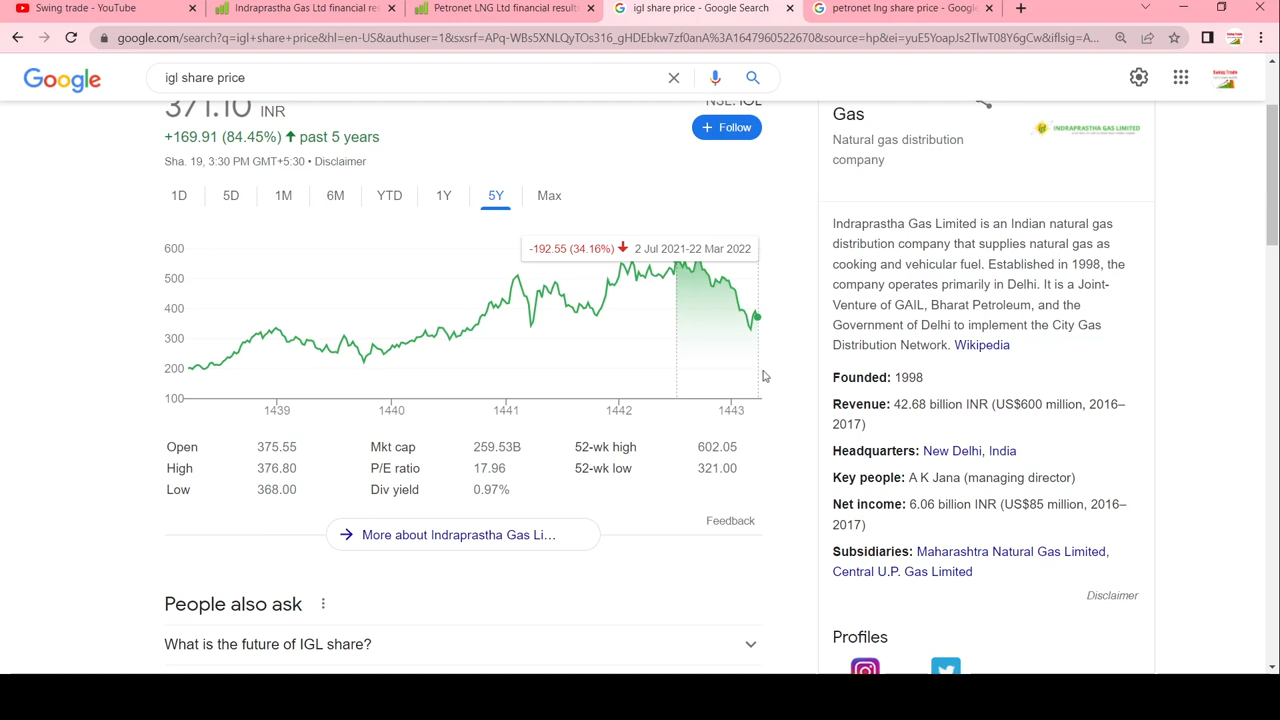 Swing trade - YouTube
Indraprastha Gas Ltd financial res
Petronet LNG Ltd financial results
igl share price - Google Search
petronet lng share price - Google
google.com/search?q=igl+share+price&hl=en-US&authuser=1&sxsrf=APq-WBs5XNLQyTOs316_gHDEbkw7zf0anA%3A1647960522670&source=hp&ei=yuE5YoapJs2TlwT08Y6gCw&iflsig=A...
Google
igl share price
371.10 INR
NSE: IGL
Follow
+169.91 (84.45%) past 5 years
Sha. 19, 3:30 PM GMT+5:30 • Disclaimer
1D 5D 1M 6M YTD 1Y 5Y Max
-192.55 (34.16%) 2 Jul 2021-22 Mar 2022
600
500
400
300
200
100
1439 1440 1441 1442 1443
Open 375.55 Mkt cap 259.53B 52-wk high 602.05
High 376.80 P/E ratio 17.96 52-wk low 321.00
Low 368.00 Div yield 0.97%
Feedback
More about Indraprastha Gas Li...
People also ask
What is the future of IGL share?
Gas
INDRAPRASTHA GAS LIMITED
Natural gas distribution
company
Indraprastha Gas Limited is an Indian natural gas
distribution company that supplies natural gas as
cooking and vehicular fuel. Established in 1998, the
company operates primarily in Delhi. It is a Joint-
Venture of GAIL, Bharat Petroleum, and the
Government of Delhi to implement the City Gas
Distribution Network. Wikipedia
Founded: 1998
Revenue: 42.68 billion INR (US$600 million, 2016–
2017)
Headquarters: New Delhi, India
Key people: A K Jana (managing director)
Net income: 6.06 billion INR (US$85 million, 2016–
2017)
Subsidiaries: Maharashtra Natural Gas Limited,
Central U.P. Gas Limited
Disclaimer
Profiles